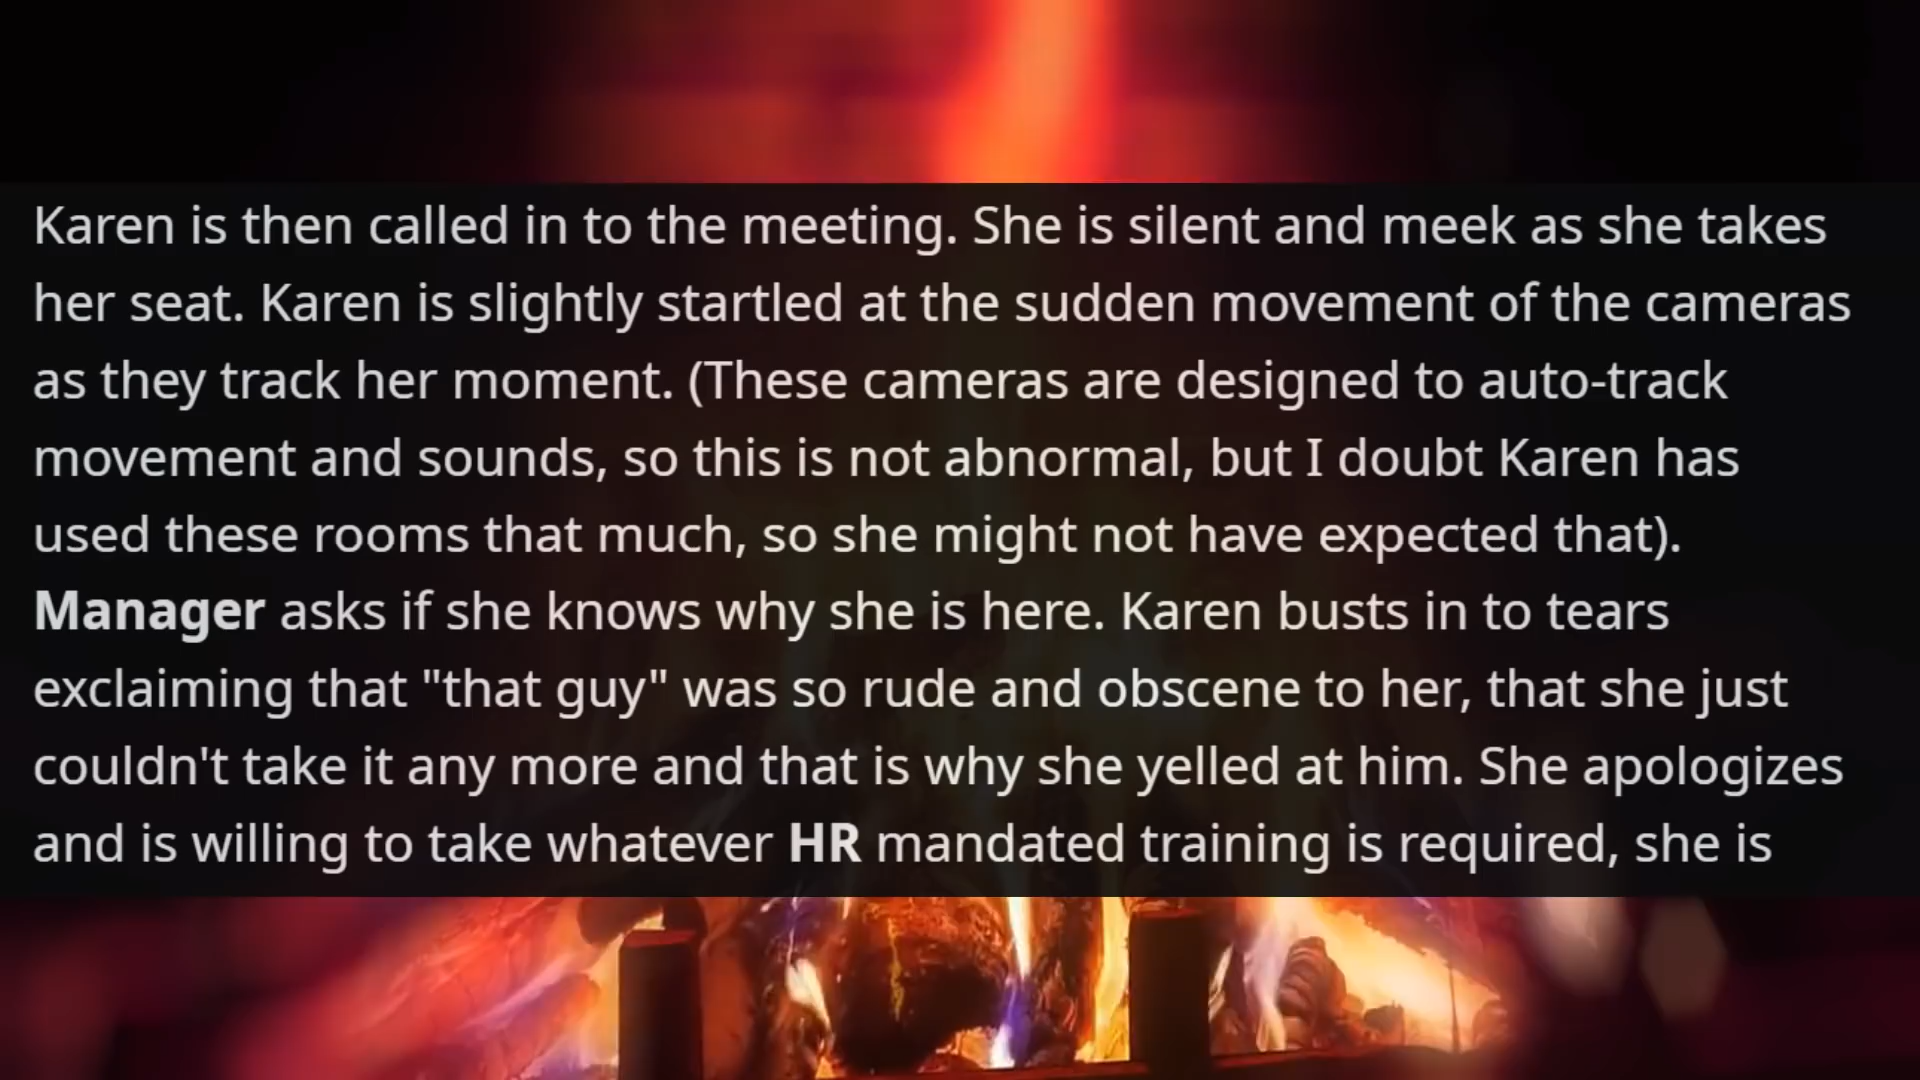 Karen is then called in to the meeting. She is silent and meek as she takes
her seat. Karen is slightly startled at the sudden movement of the cameras
as they track her moment. (These cameras are designed to auto-track
movement and sounds, so this is not abnormal, but I doubt Karen has
used these rooms that much, so she might not have expected that).
Manager asks if she knows why she is here. Karen busts in to tears
exclaiming that "that guy" was so rude and obscene to her, that she just
couldn't take it any more and that is why she yelled at him. She apologizes
and is willing to take whatever HR mandated training is required, she is